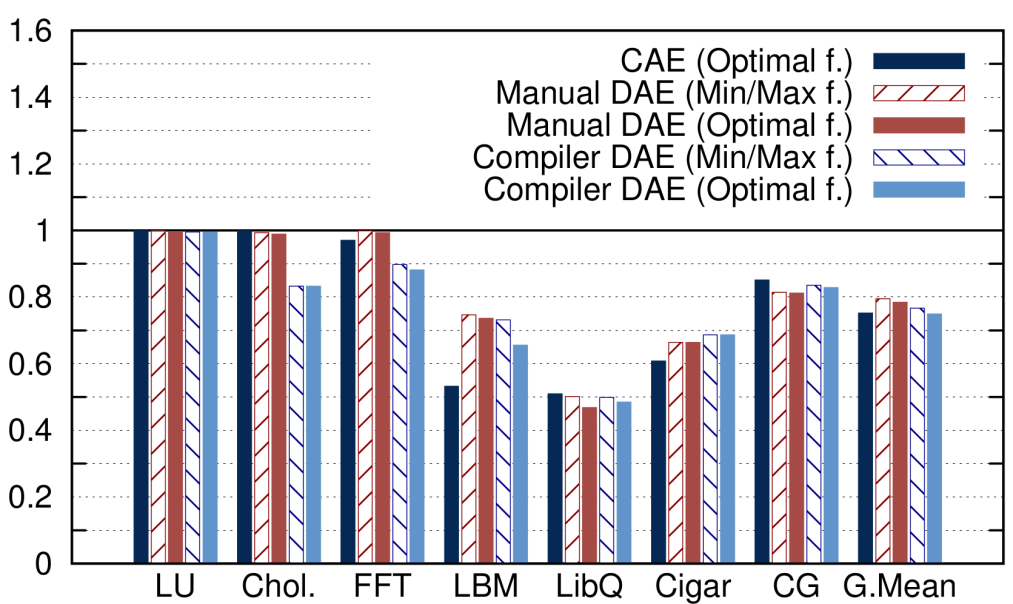 1.6
1.4
1.2
1
0.8
0.6
0.4
0.2
0
CAE (Optimal f.)
Manual DAE (Min/Max f.)
Manual DAE (Optimal f.)
Compiler DAE (Min/Max f.)
Compiler DAE (Optimal f.)
LU Chol. FFT LBM LibQ Cigar CG G.Mean